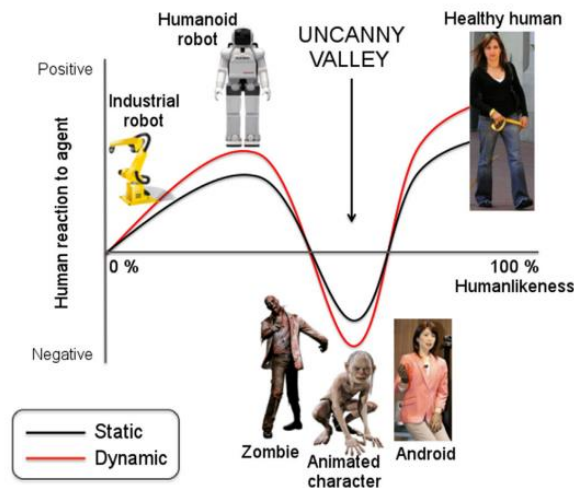 Humanoid
robot
UNCANNY
VALLEY
Healthy human
Positive
Industrial
robot
Human reaction to agent
0 %
100 %
Humanlikeness
Negative
Static
Dynamic
Zombie
Animated
character
Android